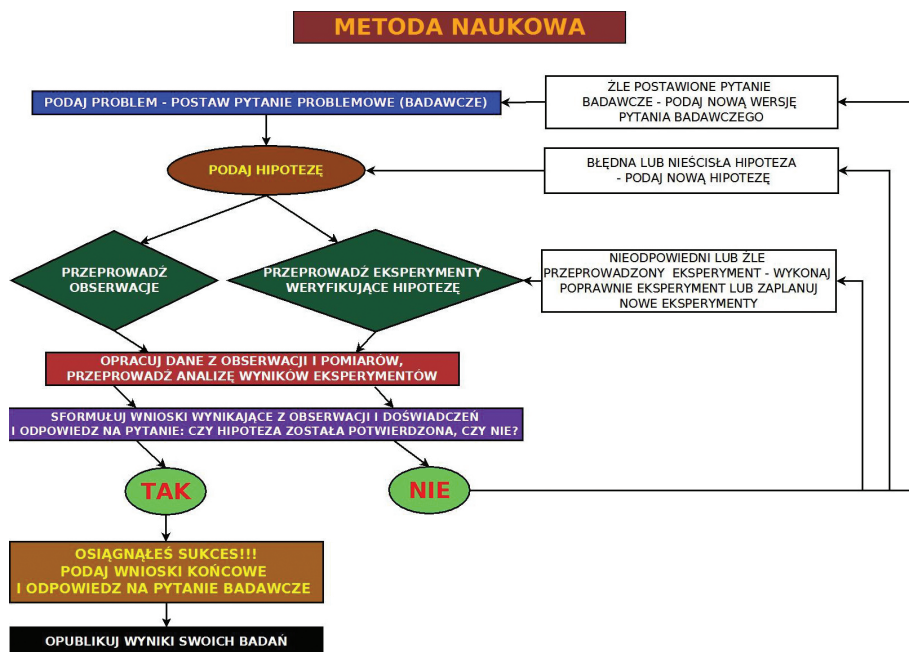 METODA NAUKOWA
PODAJ PROBLEM - POSTAW PYTANIE PROBLEMOWE (BADAWCZE)
ŹLE POSTAWIONE PYTANIE
BADAWCZE - PODAJ NOWĄ WERSJĘ
PYTANIA BADAWCZEGO
PODAJ HIPOTEZĘ
BŁĘDNA LUB NIEŚCISŁA HIPOTEZA
- PODAJ NOWĄ HIPOTEZĘ
PRZEPROWADŹ
OBSERWACJE
PRZEPROWADŹ EKSPERYMENTY
WERYFIKUJĄCE HIPOTEZĘ
NIEODPOWIEDNI LUB ŹLE
PRZEPROWADZONY EKSPERYMENT - WYKONAJ
POPRAWNIE EKSPERYMENT LUB ZAPLANUJ
NOWE EKSPERYMENTY
OPRACUJ DANE Z OBSERWACJI I POMIARÓW,
PRZEPROWADŹ ANALIZĘ WYNIKÓW EKSPERYMENTÓW
SFORMUŁUJ WNIOSKI WYNIKAJĄCE Z OBSERWACJI I DOŚWIADCZEŃ
I ODPOWIEDZ NA PYTANIE: CZY HIPOTEZA ZOSTAŁA POTWIERDZONA, CZY NIE?
TAK
NIE
OSIĄGNĄŁEŚ SUKCES!!!
PODAJ WNIOSKI KOŃCOWE
I ODPOWIEDZ NA PYTANIE BADAWCZE
OPUBLIKUJ WYNIKI SWOICH BADAŃ